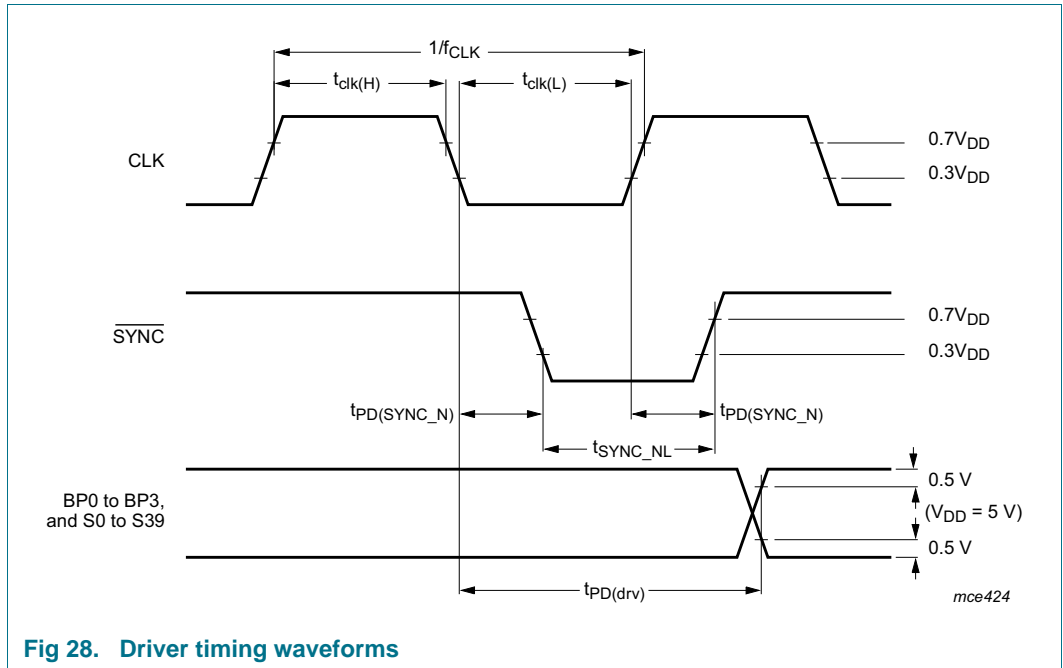 1/fCLK
tclk(H)
tclk(L)
CLK
0.7VDD
0.3VDD
SYNC
0.7VDD
0.3VDD
tPD(SYNC_N)
tPD(SYNC_N)
tSYNC_NL
BP0 to BP3,
and S0 to S39
0.5 V
(VDD = 5 V)
0.5 V
tPD(drv)
mce424
Fig 28. Driver timing waveforms